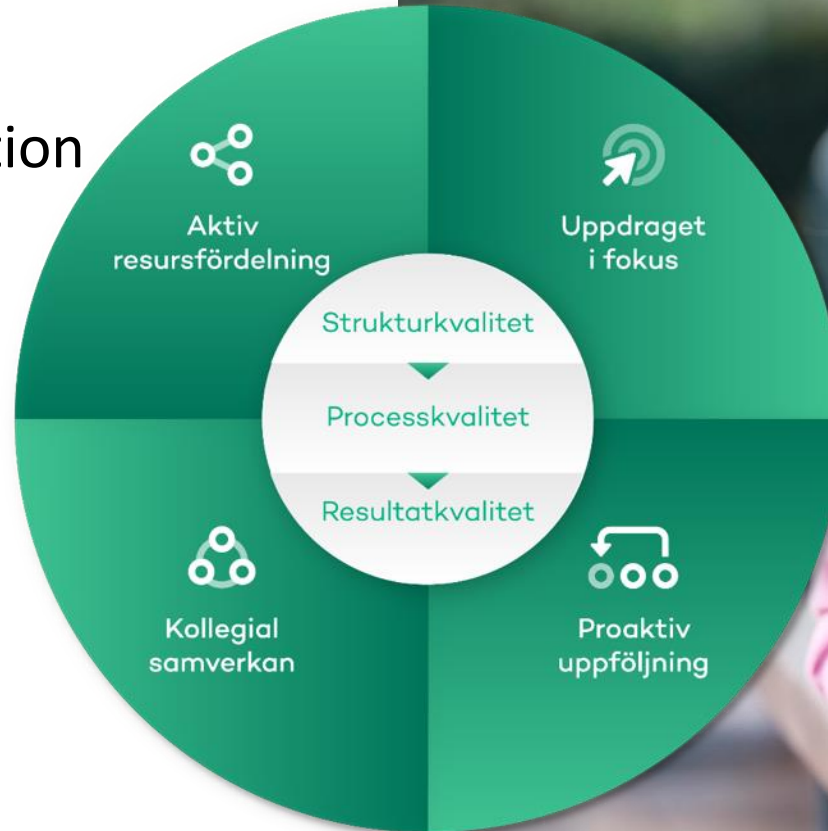 tion
Aktiv
resursfördelning
Uppdraget
i fokus
Strukturkvalitet
Processkvalitet
Resultatkvalitet
Kollegial
samverkan
Proaktiv
uppföljning